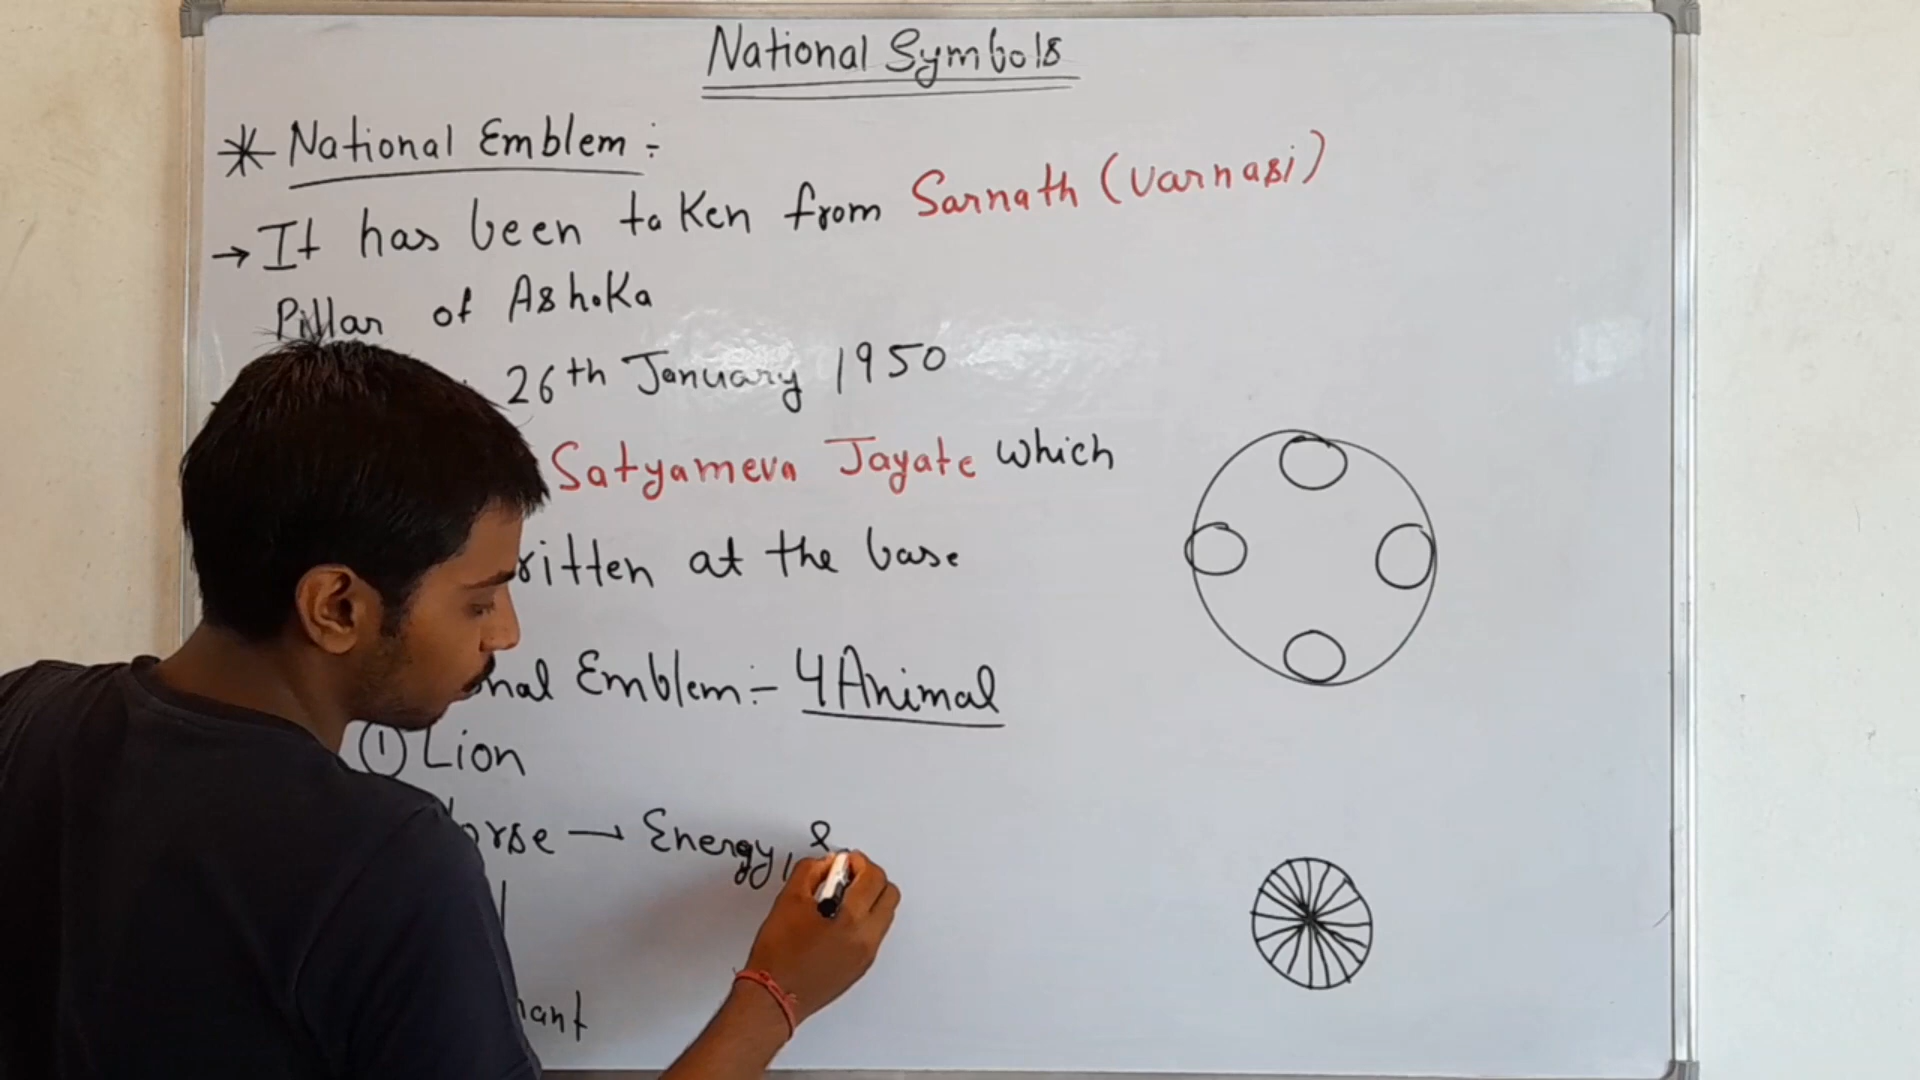 National Symbols
* National Emblem :-
→ It has been taken from Sarnath (Varnasi)
Pillar of Ashoka
26th January 1950
Satyameva Jayate which
ritten at the base
nal Emblem:- 4 Animal
① Lion
orse → Energy, &
hant